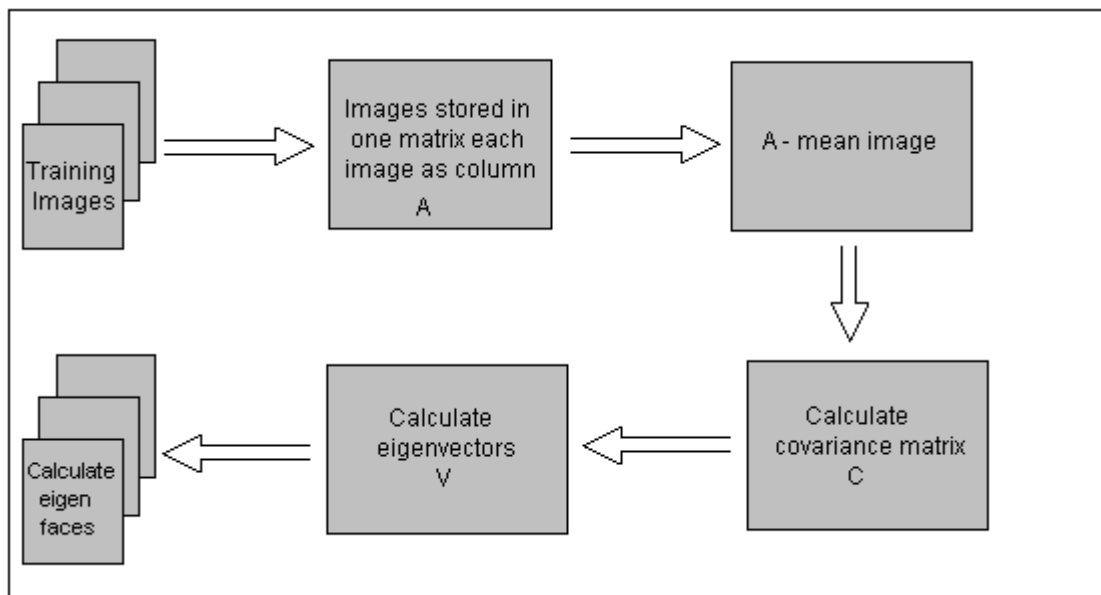 Training
Images
Images stored in
one matrix each
image as column
A
A - mean image
Calculate
covariance matrix
C
Calculate
eigenvectors
V
Calculate
eigen
faces